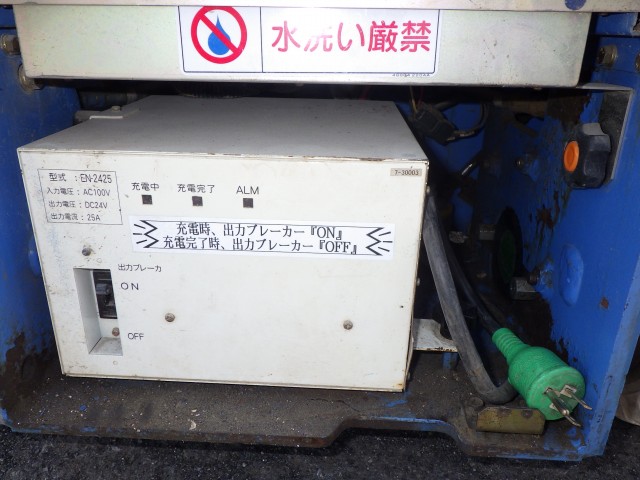 水洗い厳禁
7-30003
型式：EN-2425
入力電圧：AC100V
出力電圧：DC24V
出力電流：25A
充電中 充電完了 ALM
充電時、出力ブレーカー『ON』
充電完了時、出力ブレーカー『OFF』
出力ブレーカ
ON
OFF